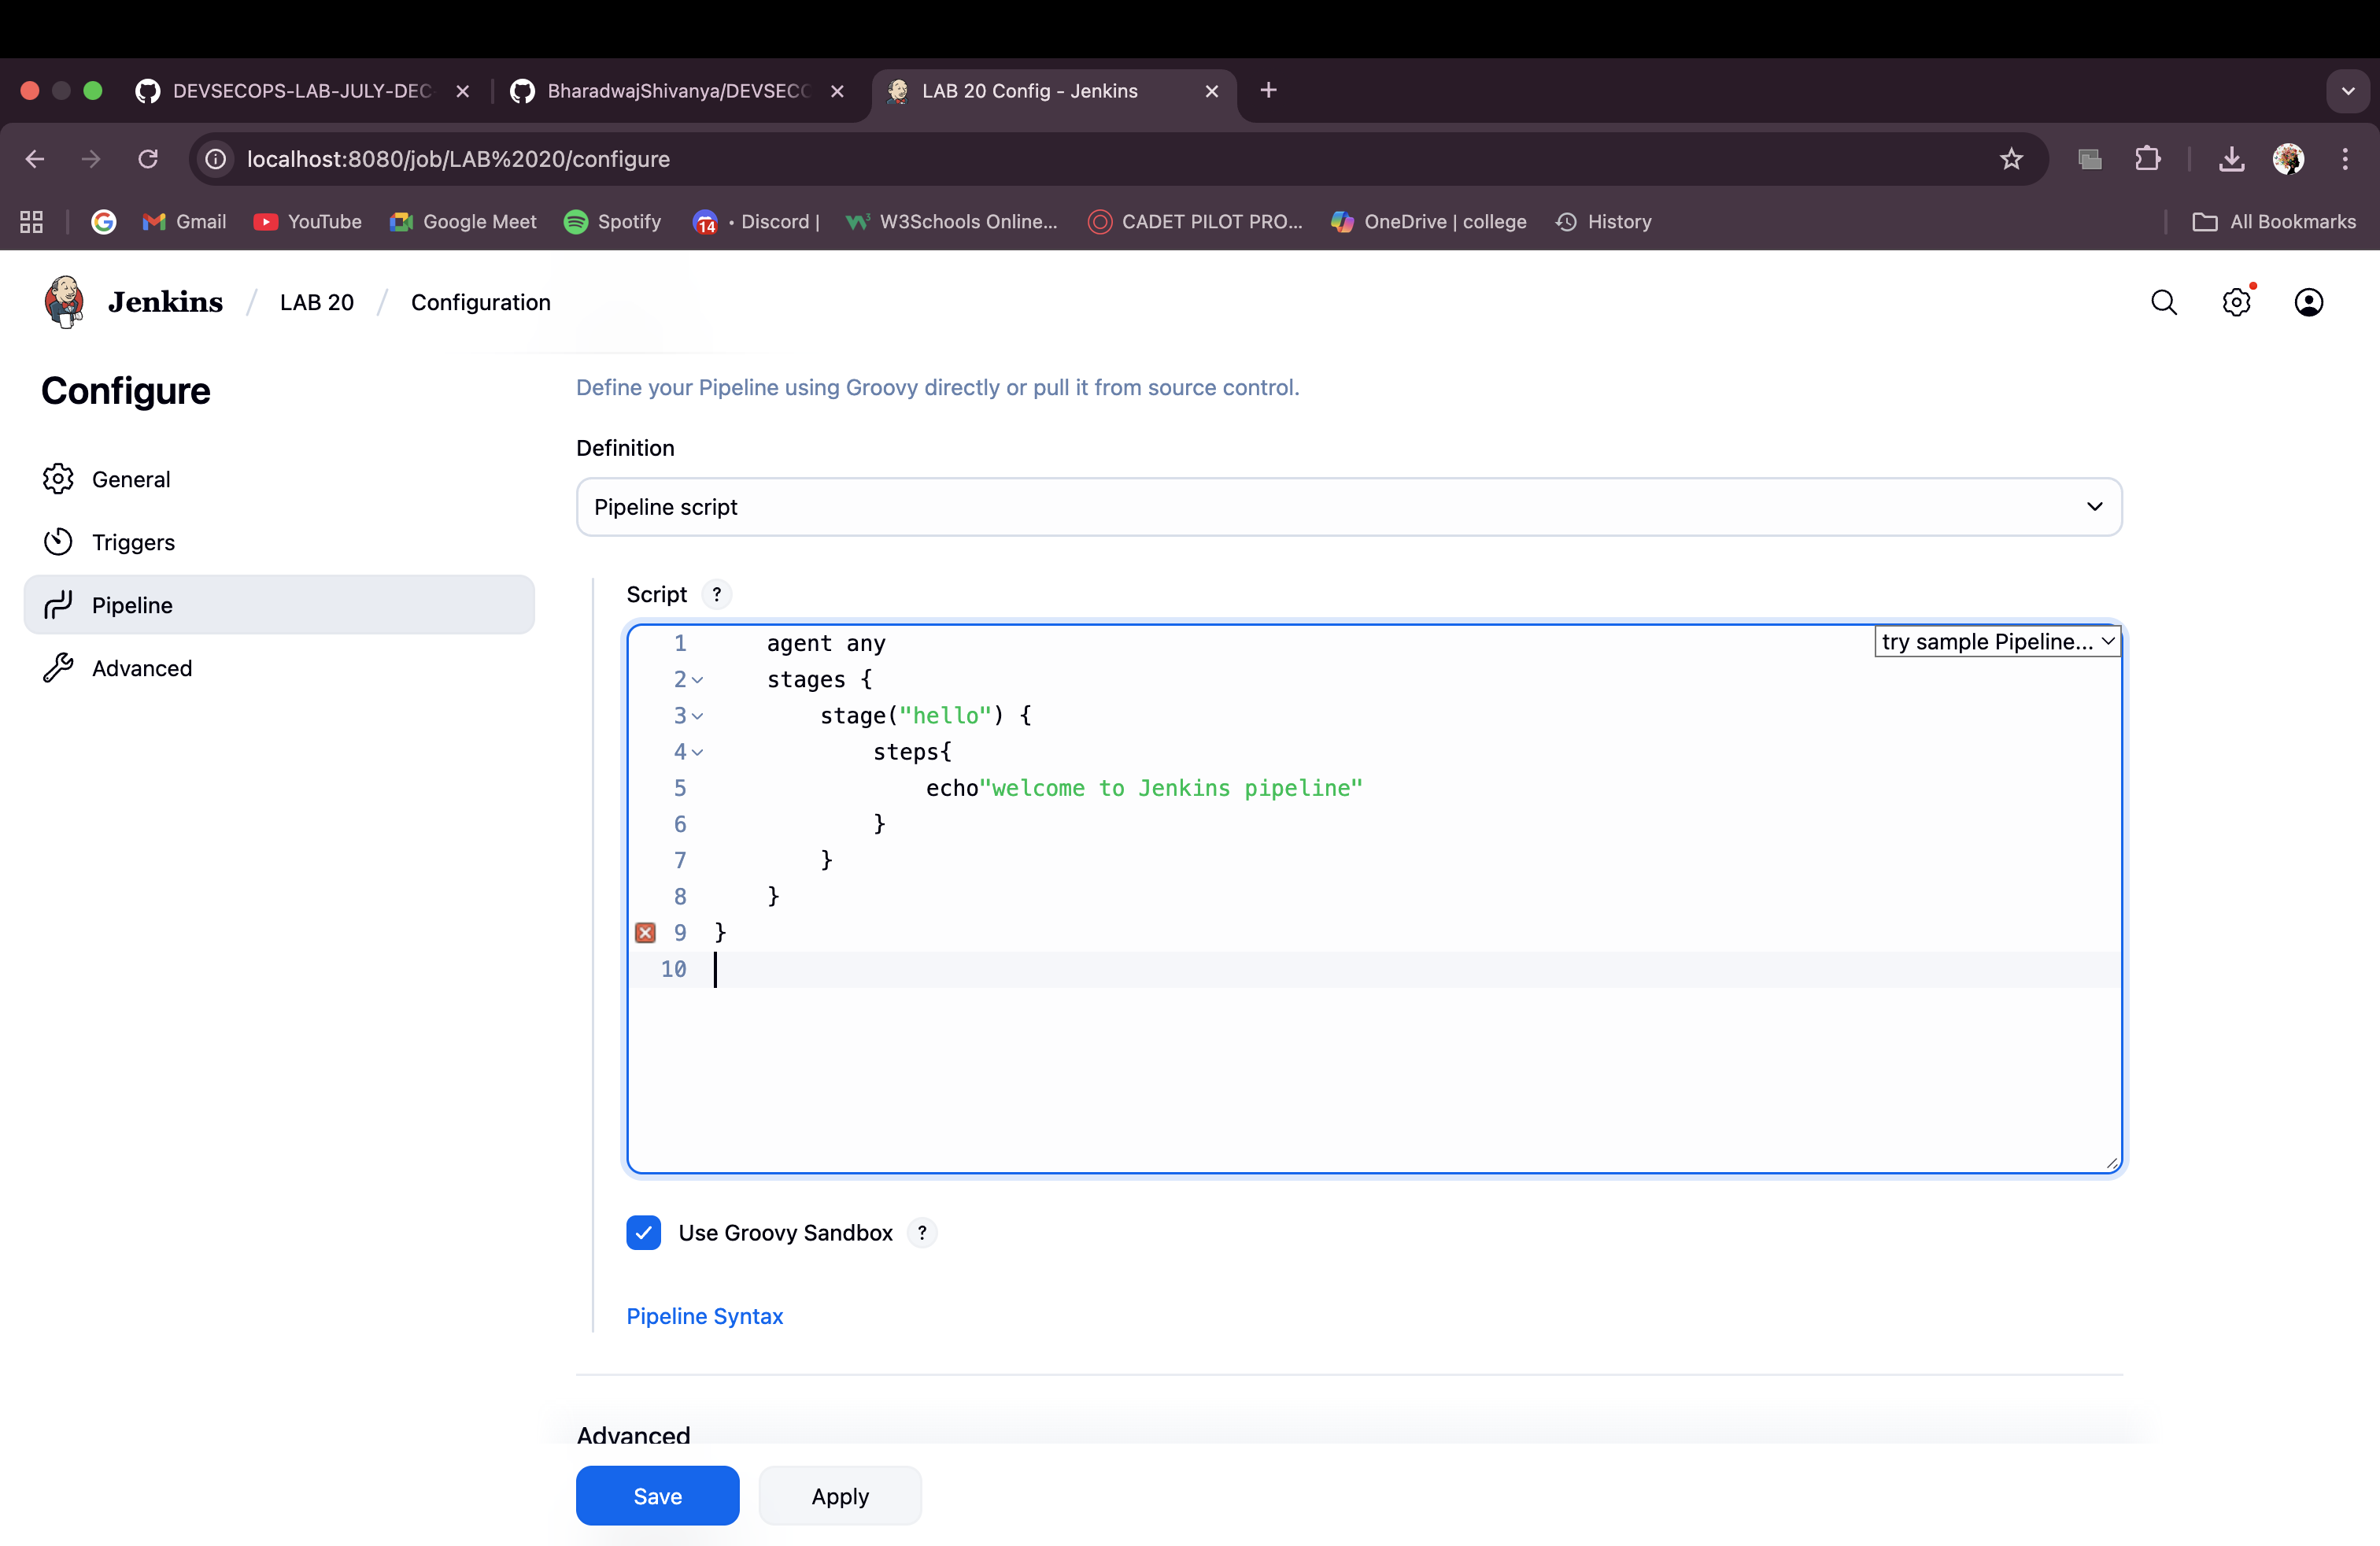 DEVSECOPS-LAB-JULY-DEC
BharadwajShivanya/DEVSECO
LAB 20 Config - Jenkins
localhost:8080/job/LAB%2020/configure
Gmail
YouTube
Google Meet
Spotify
14
• Discord |
W3Schools Online...
CADET PILOT PRO...
OneDrive | college
History
All Bookmarks
Jenkins / LAB 20 / Configuration
Configure
General
Triggers
Pipeline
Advanced
Define your Pipeline using Groovy directly or pull it from source control.
Definition
Pipeline script
Script ?
try sample Pipeline...
1 agent any
2 stages {
3 stage("hello") {
4 steps{
5 echo"welcome to Jenkins pipeline"
6 }
7 }
8 }
9 }
10
Use Groovy Sandbox ?
Pipeline Syntax
Advanced
Save
Apply